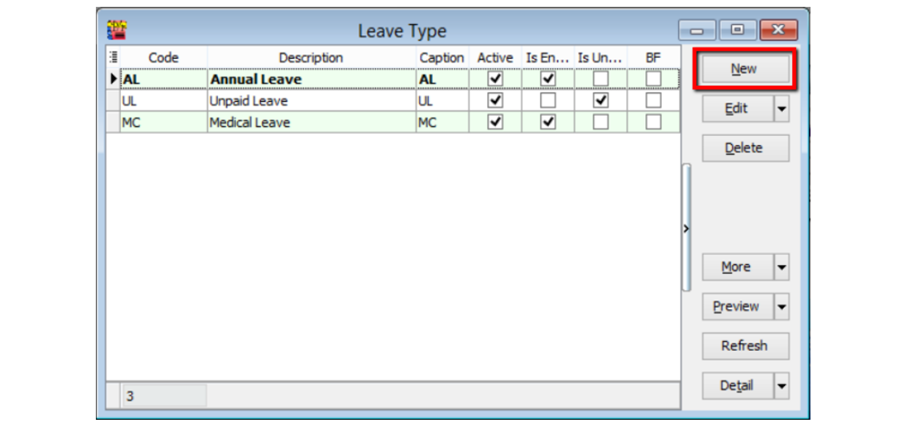 Leave Type
Code Description Caption Active Is En... Is Un... BF
AL Annual Leave AL
UL Unpaid Leave UL
MC Medical Leave MC
3
New
Edit
Delete
More
Preview
Refresh
Detail